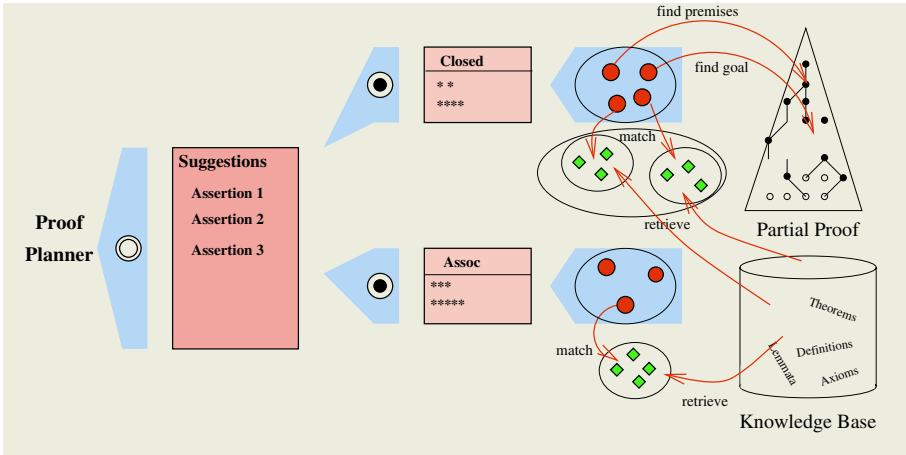 find premises
find goal
Closed
* *
****
match
Suggestions
Assertion 1
Assertion 2
Assertion 3
Proof
Planner
retrieve
Partial Proof
Assoc
***
*****
match
retrieve
Theorems
Definitions
Lemmata
Axioms
Knowledge Base